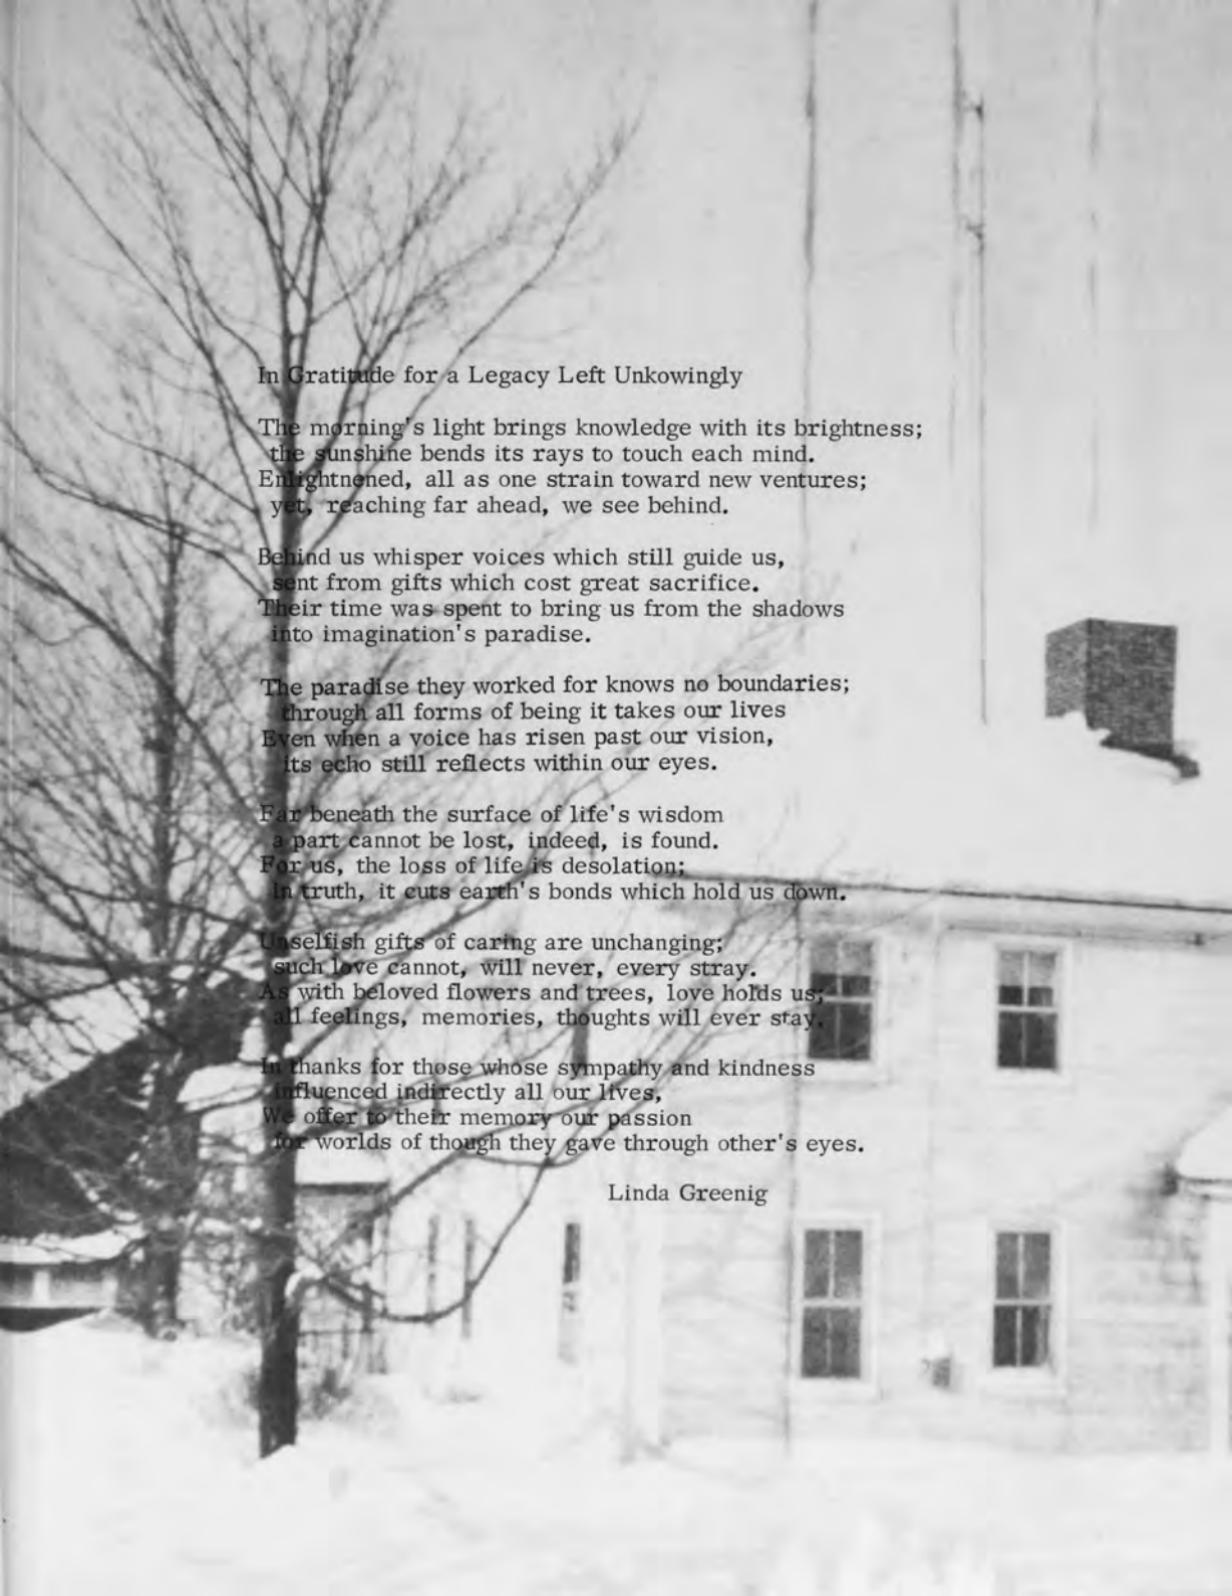 In Gratitude for a Legacy Left Unkowingly
The morning's light brings knowledge with its brightness;
the sunshine bends its rays to touch each mind.
Enlightnened, all as one strain toward new ventures;
yet, reaching far ahead, we see behind.
Behind us whisper voices which still guide us,
sent from gifts which cost great sacrifice.
Their time was spent to bring us from the shadows
into imagination's paradise.
The paradise they worked for knows no boundaries;
through all forms of being it takes our lives
Even when a voice has risen past our vision,
its echo still reflects within our eyes.
Far beneath the surface of life's wisdom
a part cannot be lost, indeed, is found.
For us, the loss of life is desolation;
in truth, it cuts earth's bonds which hold us down.
Unselfish gifts of caring are unchanging;
such love cannot, will never, every stray.
As with beloved flowers and trees, love holds us;
all feelings, memories, thoughts will ever stay.
In thanks for those whose sympathy and kindness
influenced indirectly all our lives,
We offer to their memory our passion
for worlds of though they gave through other's eyes.
Linda Greenig